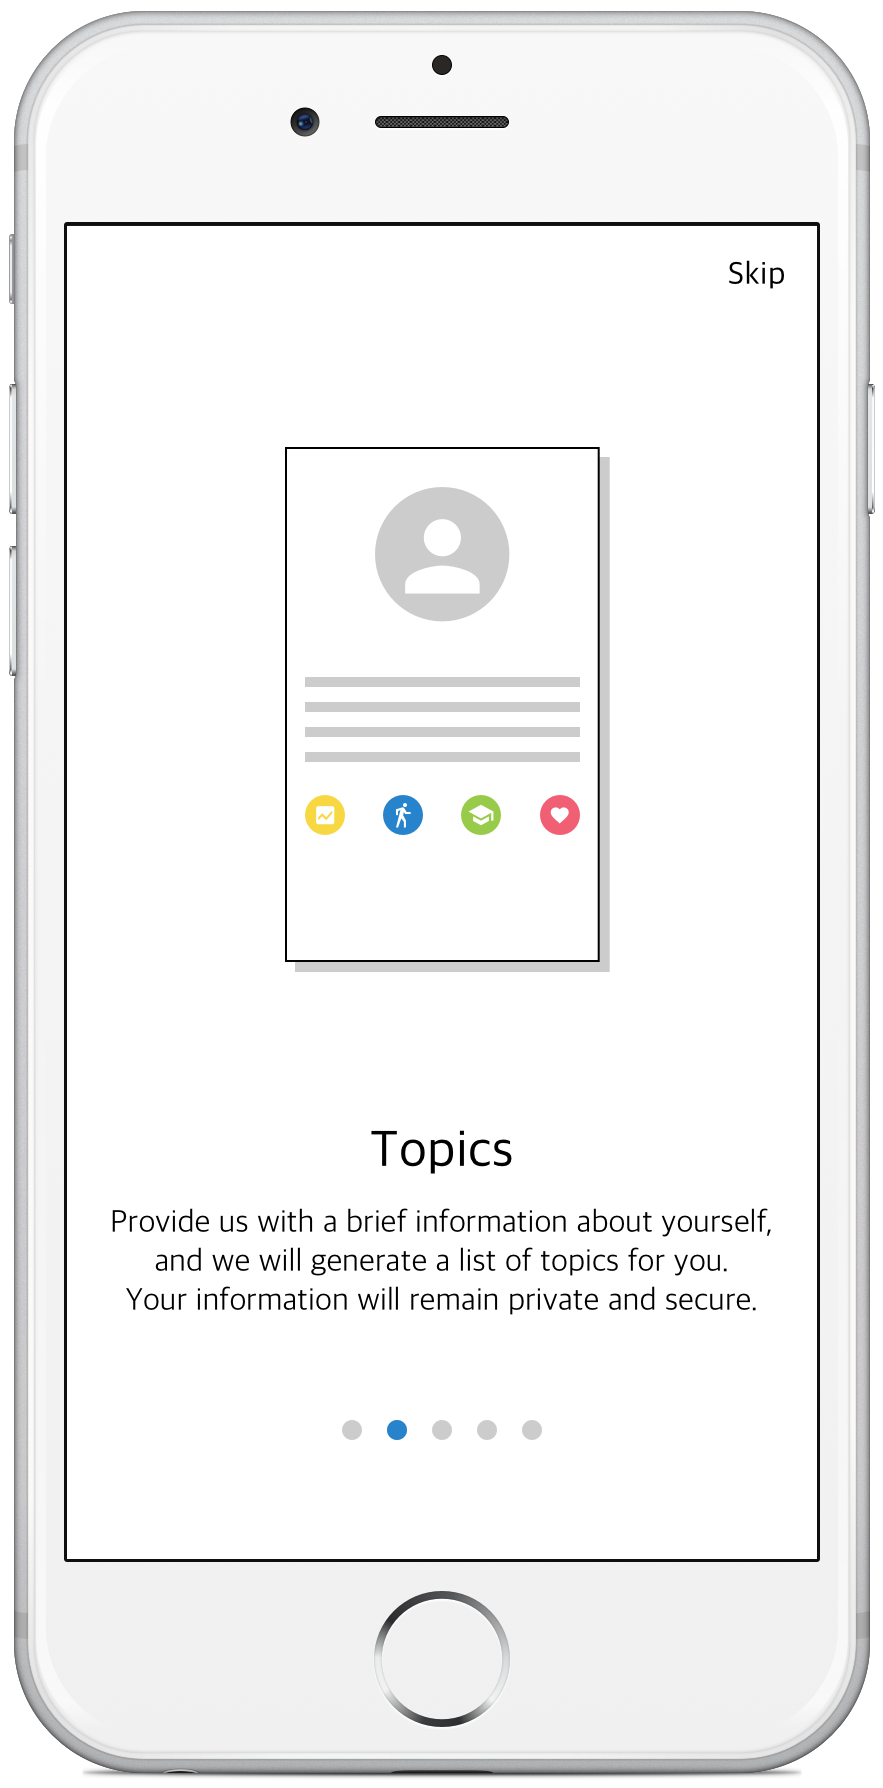 Skip
Topics
Provide us with a brief information about yourself,
and we will generate a list of topics for you.
Your information will remain private and secure.